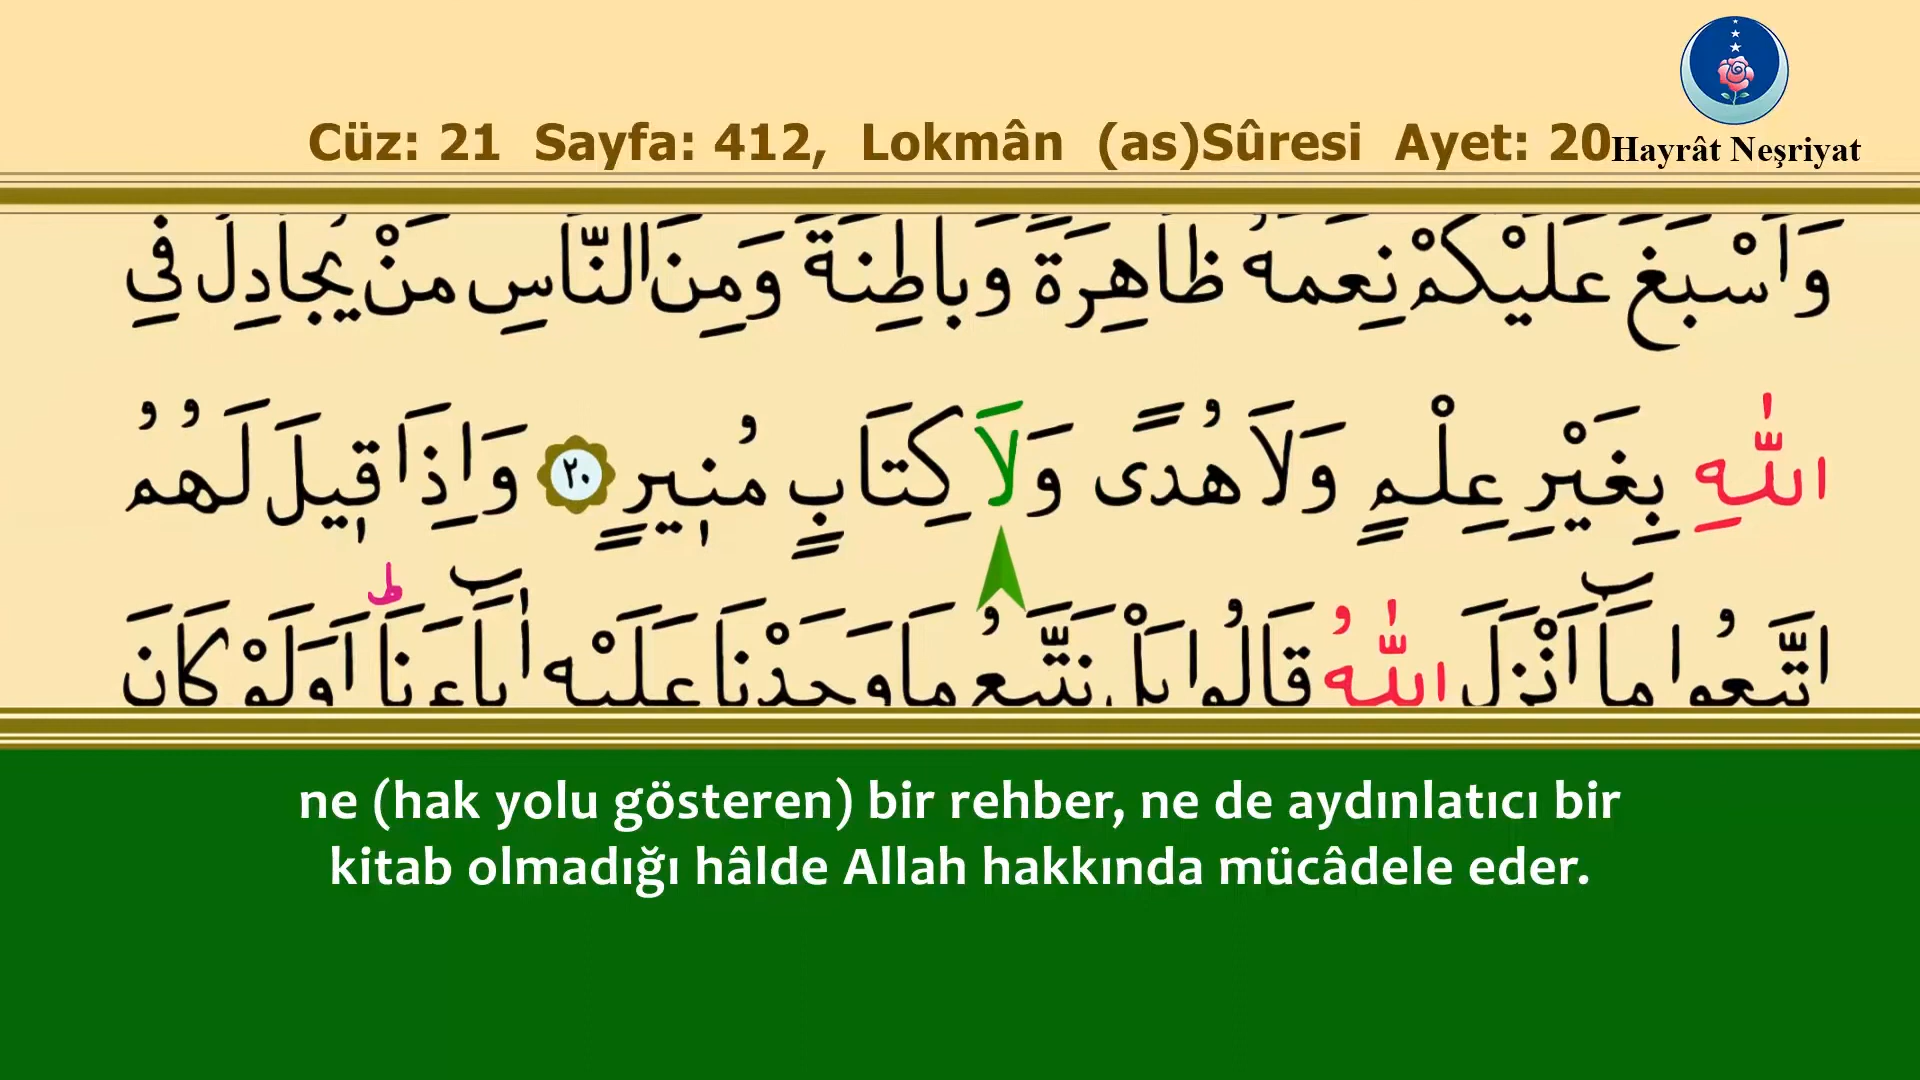 Cüz: 21 Sayfa: 412, Lokmân (as)Sûresi Ayet: 20
Hayrât Neşriyat
وَاَسْبَغَ عَلَيْكُمْ نِعَمَهُ ظَاهِرَةً وَبَاطِنَةً وَمِنَ النَّاسِ مَنْ يُجَادِلُ فِي
اللّٰهِ بِغَيْرِ عِلْمٍ وَلَا هُدًى وَلَا كِتَابٍ مُنٖيرٍ ٢٠ وَاِذَا قٖيلَ لَهُمُ
اتَّبِعُوا مَٓا اَنْزَلَ اللّٰهُ قَالُوا بَلْ نَتَّبِعُ مَا وَجَدْنَا عَلَيْهِ اٰبَٓاءَنَا ط اَوَلَوْ كَانَ
ne (hak yolu gösteren) bir rehber, ne de aydınlatıcı bir
kitab olmadığı hâlde Allah hakkında mücâdele eder.